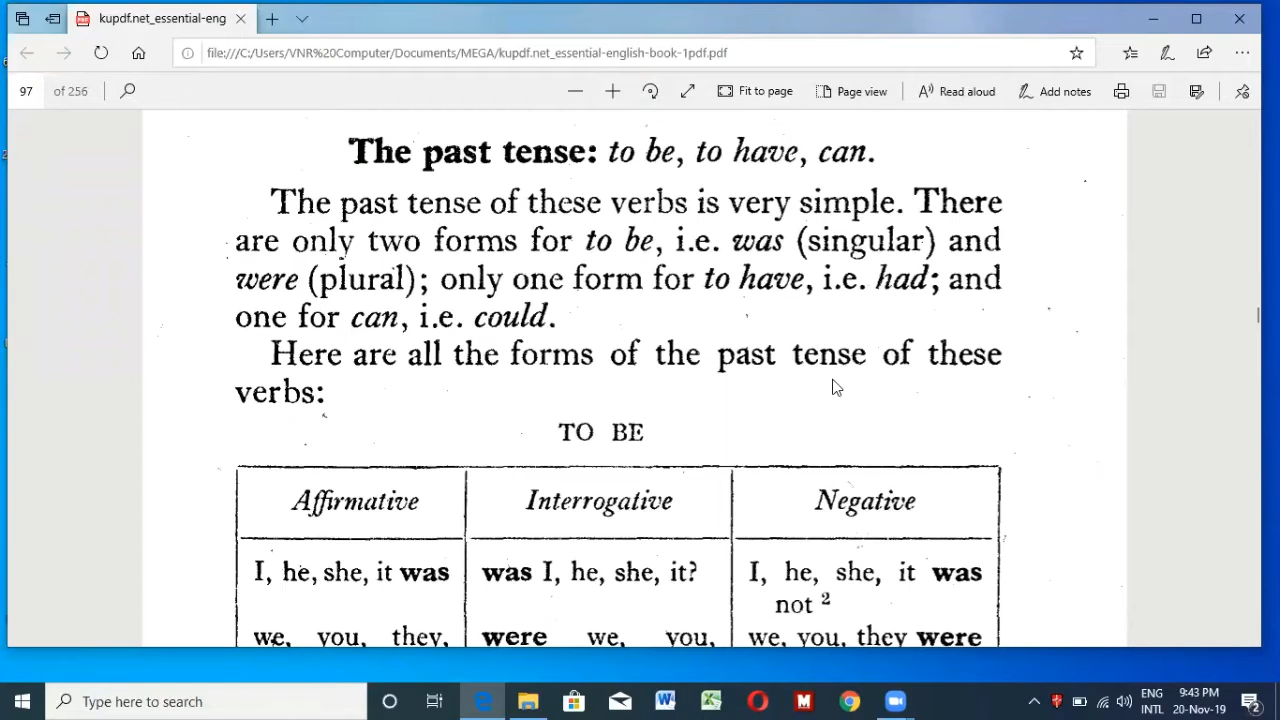 kupdf.net_essential-eng
file:///C:/Users/VNR%20Computer/Documents/MEGA/kupdf.net_essential-english-book-1pdf.pdf
97 of 256 Fit to page Page view Read aloud Add notes
The past tense: to be, to have, can.
The past tense of these verbs is very simple. There
are only two forms for to be, i.e. was (singular) and
were (plural); only one form for to have, i.e. had; and
one for can, i.e. could.
Here are all the forms of the past tense of these
verbs:
TO BE
Affirmative Interrogative Negative
I, he, she, it was was I, he, she, it? I, he, she, it was
not 2
we, you, they, were we, you, we, you, they were
Type here to search
ENG 9:43 PM
INTL 20-Nov-19
2